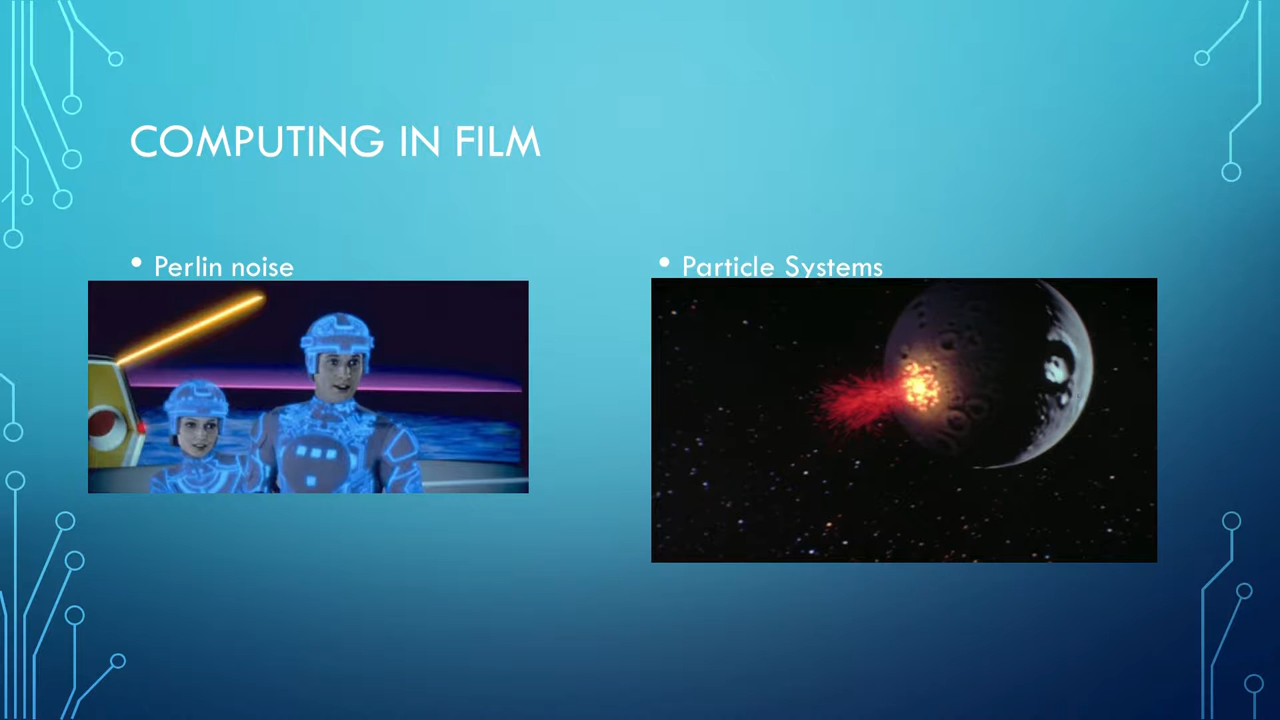 COMPUTING IN FILM
• Perlin noise
• Particle Systems